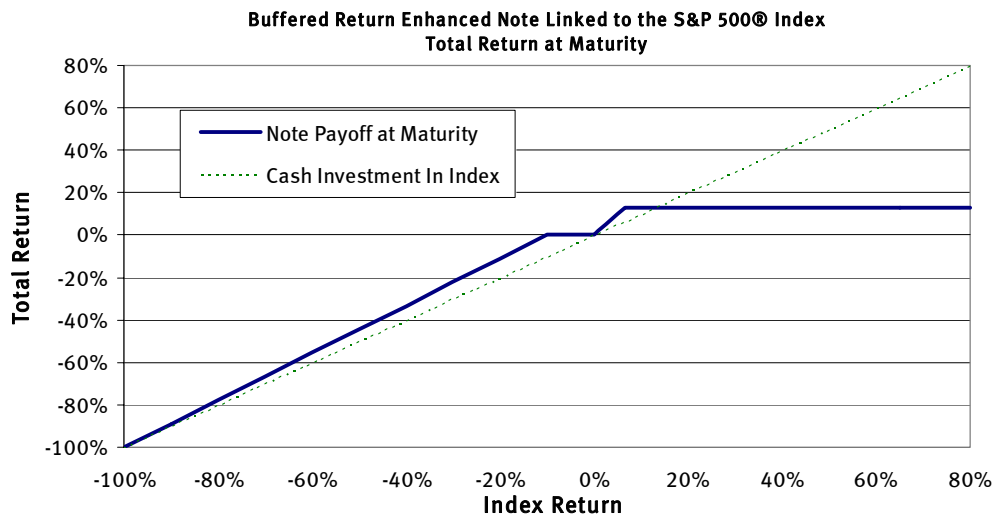 Buffered Return Enhanced Note Linked to the S&P 500® Index
Total Return at Maturity
80%
60%
40%
20%
0%
-20%
-40%
-60%
-80%
-100%
Total Return
Note Payoff at Maturity
Cash Investment In Index
-100% -80% -60% -40% -20% 0% 20% 40% 60% 80%
Index Return